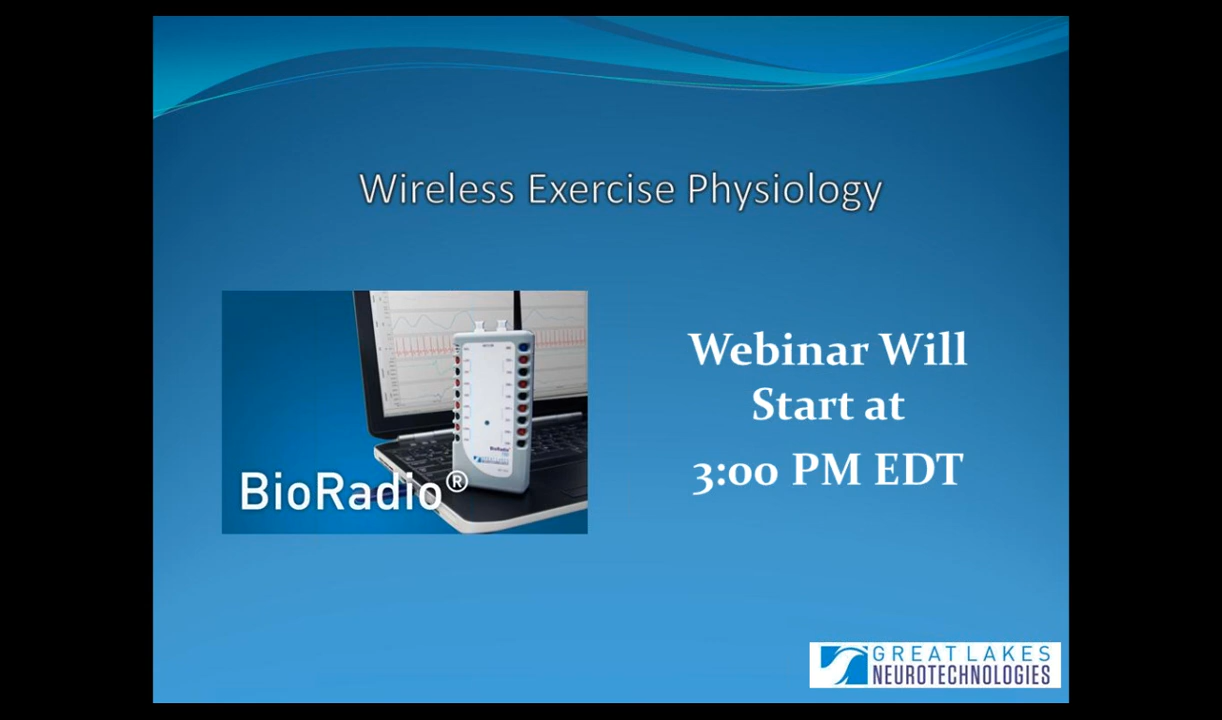 Wireless Exercise Physiology
Webinar Will
Start at
3:00 PM EDT
BioRadio®
GREAT LAKES
NEUROTECHNOLOGIES